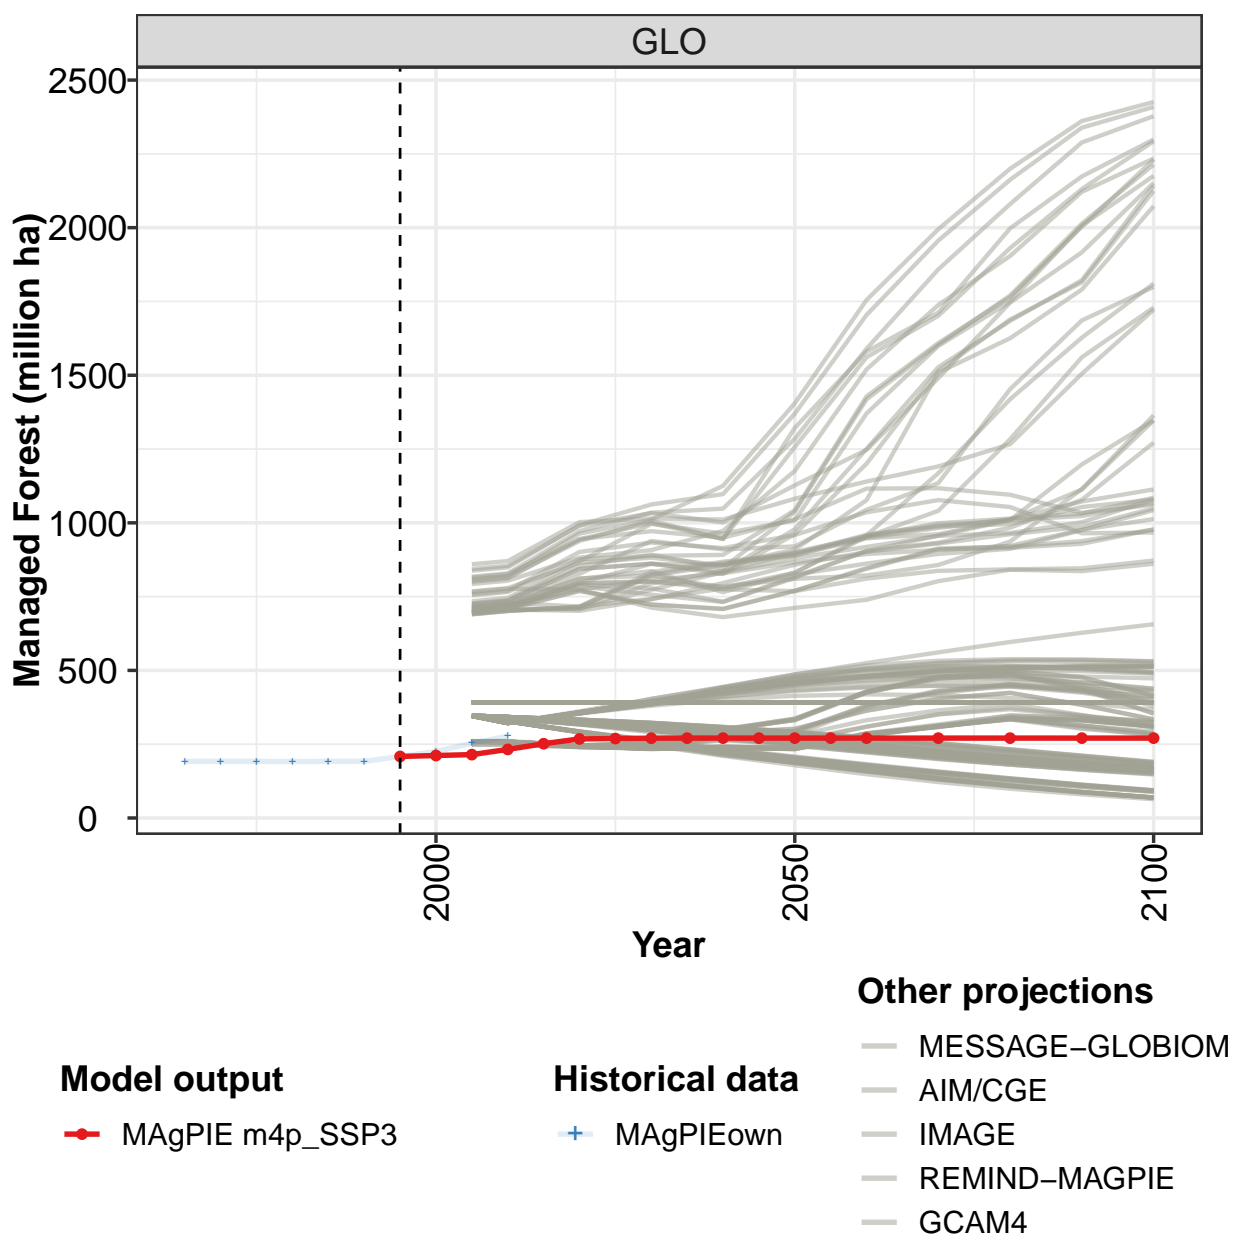 GLO
Managed Forest (million ha)
2500
2000
1500
1000
500
0
2000
2050
2100
Year
Model output
MAgPIE m4p_SSP3
Historical data
MAgPIEown
Other projections
MESSAGE−GLOBIOM
AIM/CGE
IMAGE
REMIND−MAGPIE
GCAM4